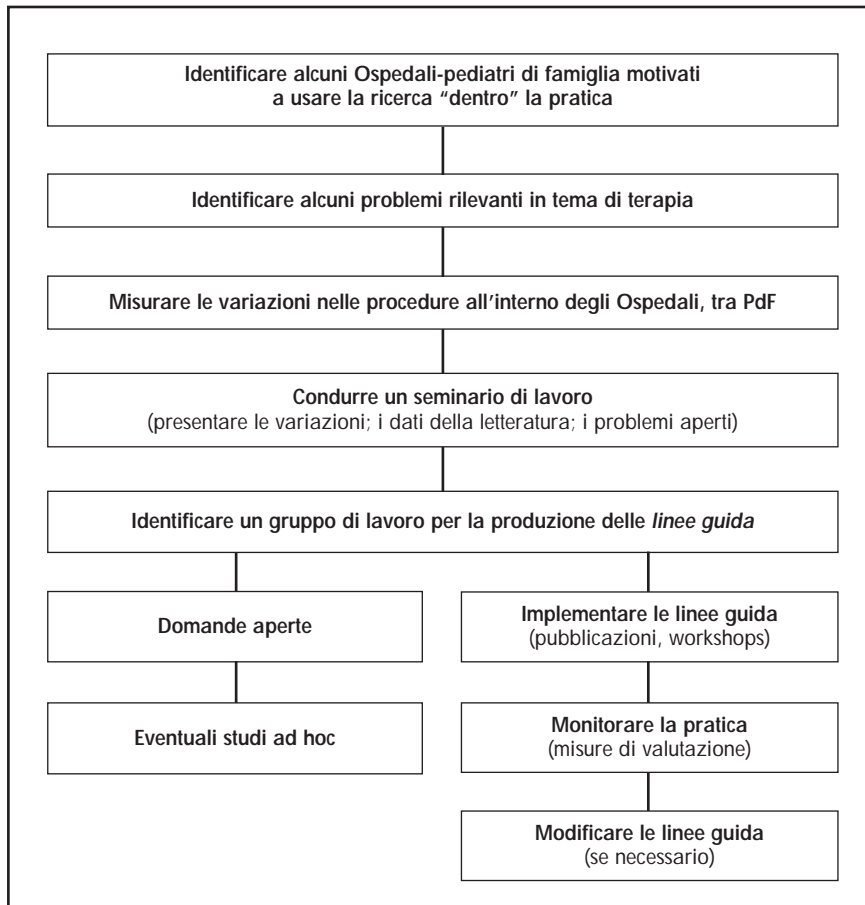 Identificare alcuni Ospedali-pediatri di famiglia motivati
a usare la ricerca “dentro” la pratica
Identificare alcuni problemi rilevanti in tema di terapia
Misurare le variazioni nelle procedure all’interno degli Ospedali, tra PdF
Condurre un seminario di lavoro
(presentare le variazioni; i dati della letteratura; i problemi aperti)
Identificare un gruppo di lavoro per la produzione delle linee guida
Domande aperte
Eventuali studi ad hoc
Implementare le linee guida
(pubblicazioni, workshops)
Monitorare la pratica
(misure di valutazione)
Modificare le linee guida
(se necessario)